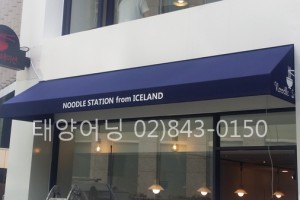 NOODLE STATION from ICELAND
태양어닝 02)843-0150